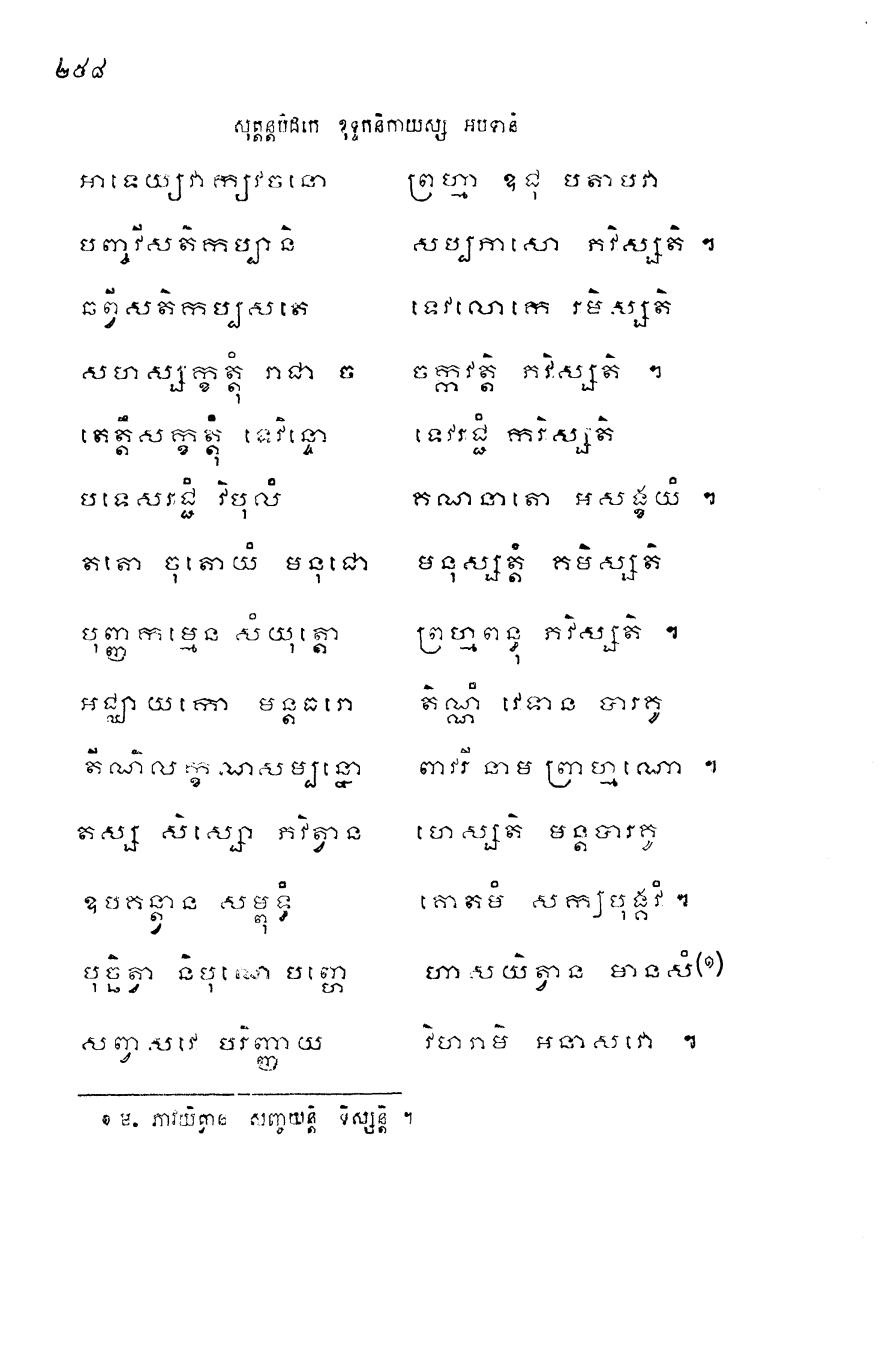 ២៥៨
សុត្តន្តបិដកេ ខុទ្ទកនិកាយស្ស អបទានំ
អាទេយ្យវាក្យវចនោ ព្រហ្មា ឧជុ បតាបវា
បញ្ចវីសតិកប្បានិ សប្បភាសោ ភវិស្សតិ ។
ឆព្វីសតិកប្បសតេ ទេវលោកេ រមិស្សតិ
សហស្សក្ខត្តុំ រាជា ច ចក្កវត្តិ ភវិស្សតិ ។
តេត្តឹសក្ខត្តុំ ទេវិន្ទោ ទេវរជ្ជំ ករិស្សតិ
បទេសរជ្ជំ វិបុលំ គណនាតោ អសង្ខយំ ។
តតោ ចុតោយំ មនុជោ មនុស្សត្តំ គមិស្សតិ
បុញ្ញកម្មេន សំយុត្តោ ព្រហ្មពន្ធុ ភវិស្សតិ ។
អជ្ឈាយកោ មន្តធរោ តិណ្ណំ វេទាន បារគូ
តីណិលក្ខណសម្បន្នោ ពាវរី នាម ព្រាហ្មណោ ។
តស្ស សិស្សោ ភវិត្វាន ហេស្សតិ មន្តបារគូ
ឧបគន្ត្វាន សម្ពុទ្ធំ គោតមំ សក្យបុង្គវំ ។
បុច្ឆិត្វា និបុណេ បញ្ហេ ហាសយិត្វាន មានសំ(១)
សព្វាសវេ បរិញ្ញាយ វិហរាមិ អនាសវោ ។
១ ម. ភាវយិត្វាន សញ្ចយន្តិ ទិស្សន្តិ ។